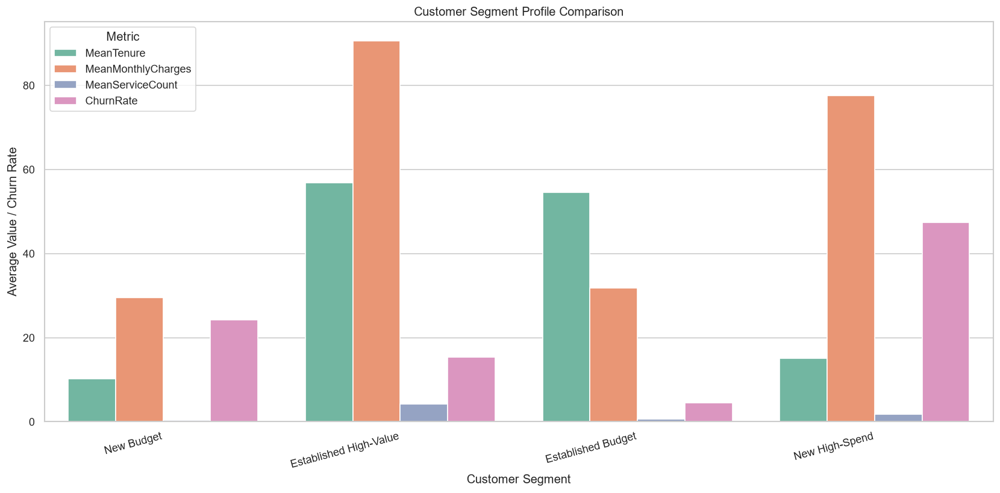 Customer Segment Profile Comparison
Metric
MeanTenure
MeanMonthlyCharges
MeanServiceCount
ChurnRate
Average Value / Churn Rate
80
60
40
20
0
New Budget
Established High-Value
Established Budget
New High-Spend
Customer Segment